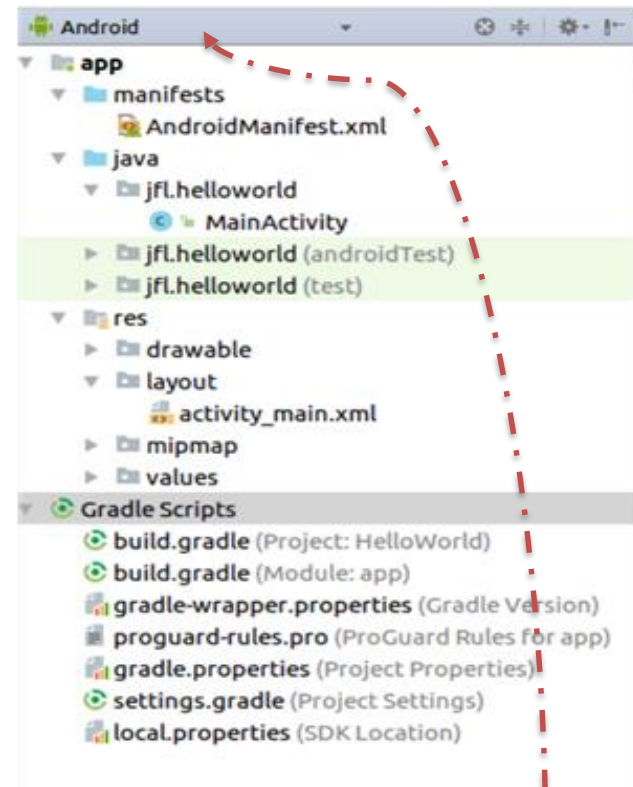 Android
app
manifests
AndroidManifest.xml
java
jfl.helloworld
MainActivity
jfl.helloworld (androidTest)
jfl.helloworld (test)
res
drawable
layout
activity_main.xml
mipmap
values
Gradle Scripts
build.gradle (Project: HelloWorld)
build.gradle (Module: app)
gradle-wrapper.properties (Gradle Version)
proguard-rules.pro (ProGuard Rules for app)
gradle.properties (Project Properties)
settings.gradle (Project Settings)
local.properties (SDK Location)